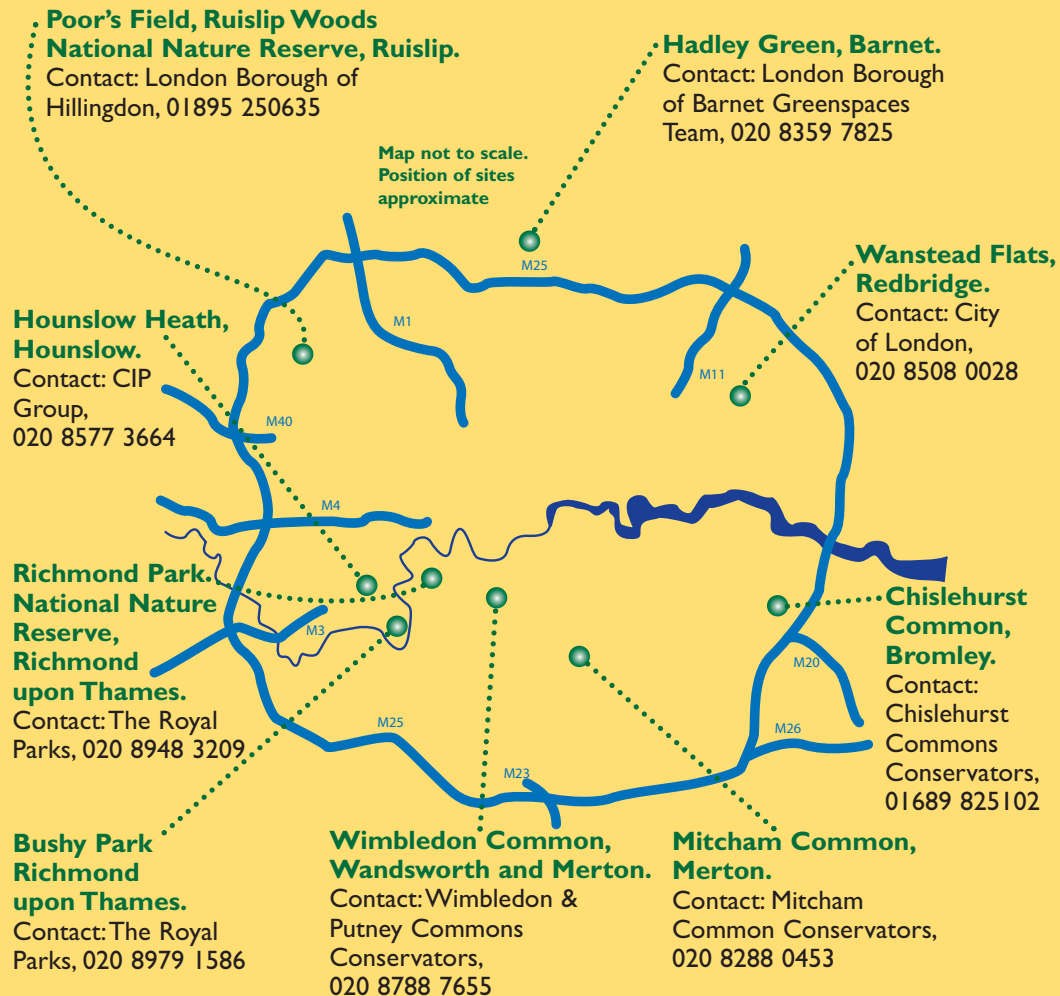 Poor's Field, Ruislip Woods
National Nature Reserve, Ruislip.
Contact: London Borough of
Hillingdon, 01895 250635
Hadley Green, Barnet.
Contact: London Borough
of Barnet Greenspaces
Team, 020 8359 7825
Map not to scale.
Position of sites
approximate
M25
Wanstead Flats,
Redbridge.
Contact: City
of London,
020 8508 0028
Hounslow Heath,
Hounslow.
Contact: CIP
Group,
020 8577 3664
M1
M11
M40
M4
Richmond Park
National Nature
Reserve,
Richmond
upon Thames.
Contact: The Royal
Parks, 020 8948 3209
M3
Chislehurst
Common,
Bromley.
Contact:
Chislehurst
Commons
Conservators,
01689 825102
M20
M26
M25
M23
Bushy Park
Richmond
upon Thames.
Contact: The Royal
Parks, 020 8979 1586
Wimbledon Common,
Wandsworth and Merton.
Contact: Wimbledon &
Putney Commons
Conservators,
020 8788 7655
Mitcham Common,
Merton.
Contact: Mitcham
Common Conservators,
020 8288 0453